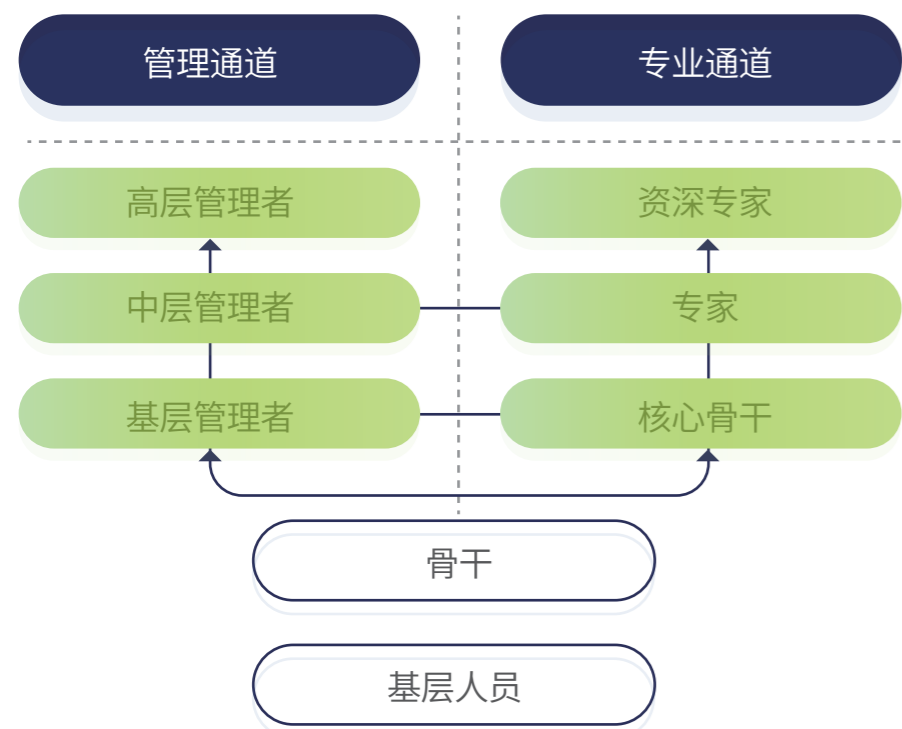 管理通道
专业通道
高层管理者
资深专家
中层管理者
专家
基层管理者
核心骨干
骨干
基层人员